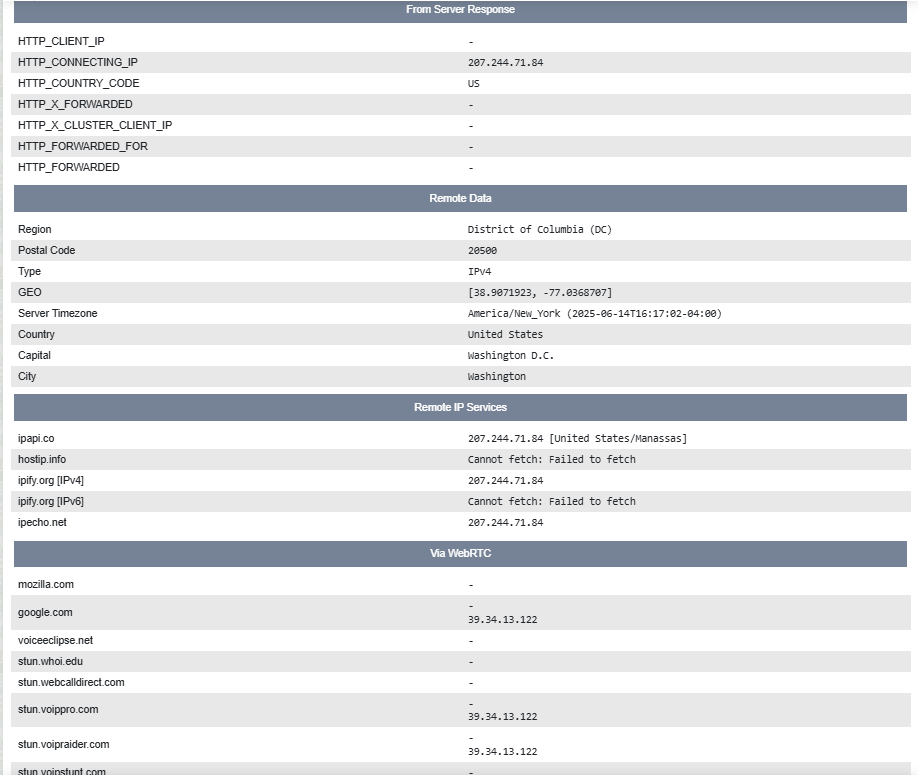 From Server Response
HTTP_CLIENT_IP -
HTTP_CONNECTING_IP 207.244.71.84
HTTP_COUNTRY_CODE US
HTTP_X_FORWARDED -
HTTP_X_CLUSTER_CLIENT_IP -
HTTP_FORWARDED_FOR -
HTTP_FORWARDED -
Remote Data
Region District of Columbia (DC)
Postal Code 20500
Type IPv4
GEO [38.9071923, -77.0368707]
Server Timezone America/New_York (2025-06-14T16:17:02-04:00)
Country United States
Capital Washington D.C.
City Washington
Remote IP Services
ipapi.co 207.244.71.84 [United States/Manassas]
hostip.info Cannot fetch: Failed to fetch
ipify.org [IPv4] 207.244.71.84
ipify.org [IPv6] Cannot fetch: Failed to fetch
ipecho.net 207.244.71.84
Via WebRTC
mozilla.com -
google.com -
39.34.13.122
voiceeclipse.net -
stun.whoi.edu -
stun.webcalldirect.com -
stun.voippro.com -
39.34.13.122
stun.voipraider.com -
39.34.13.122
stun.voipstunt.com -